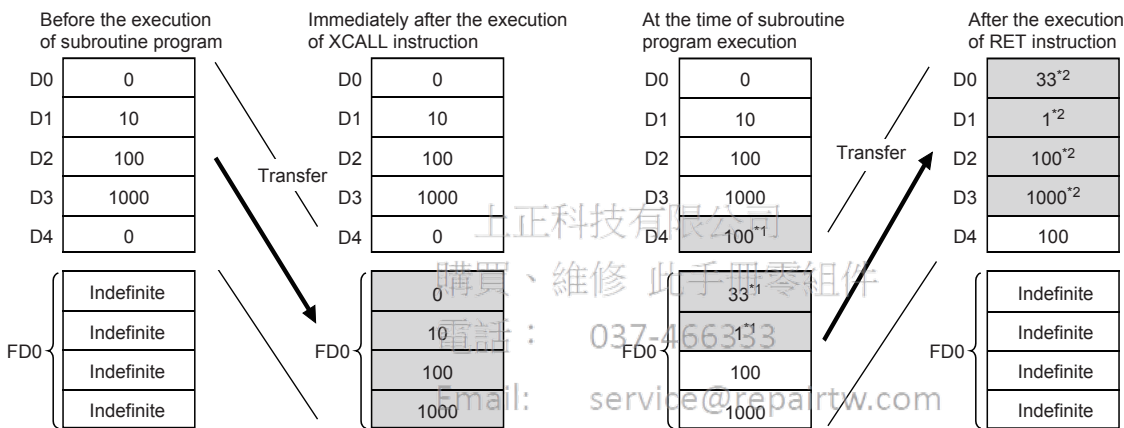 Before the execution
of subroutine program
Immediately after the execution
of XCALL instruction
At the time of subroutine
program execution
After the execution
of RET instruction
D0 0
D1 10
D2 100
D3 1000
D4 0
Indefinite
Indefinite
FD0
Indefinite
Indefinite
Transfer
D0 0
D1 10
D2 100
D3 1000
D4 0
0
10
FD0
100
1000
D0 0
D1 10
D2 100
D3 1000
D4 100*1
33*1
1*1
FD0
100
1000
Transfer
D0 33*2
D1 1*2
D2 100*2
D3 1000*2
D4 100
Indefinite
Indefinite
FD0
Indefinite
Indefinite
上正科技有限公司
購買、維修 此手冊零組件
電話： 037-466333
Email: service@repairtw.com